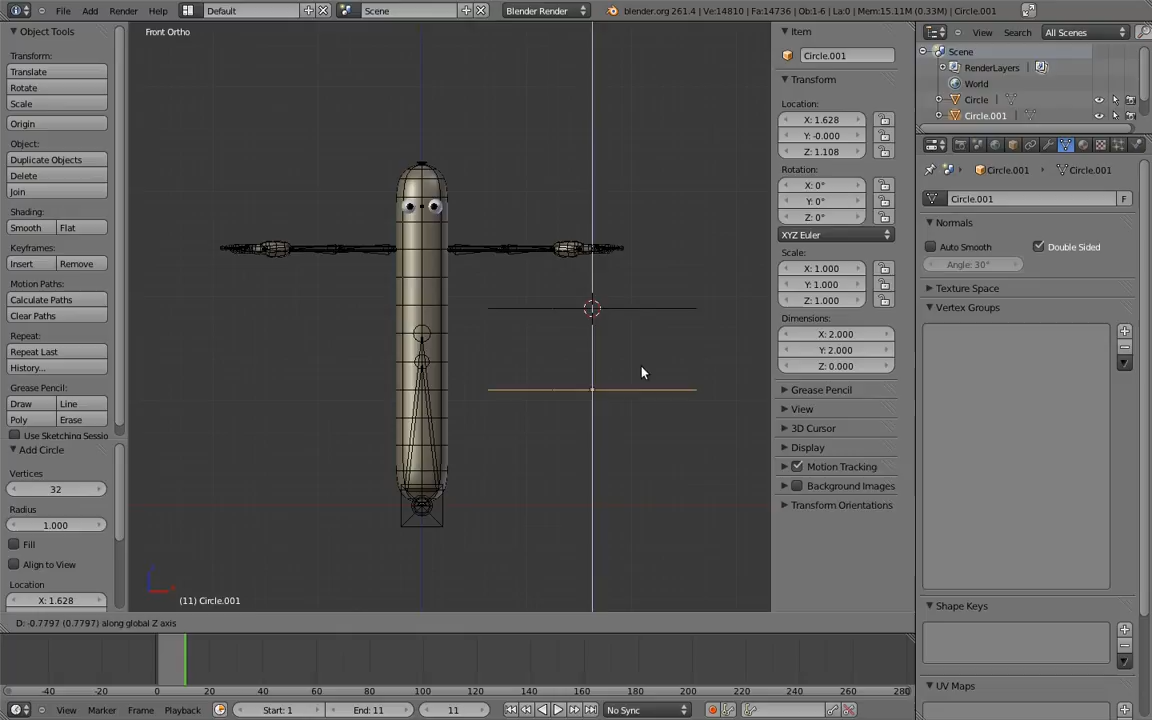 File Add Render Help Default Scene Blender Render blender.org 261.4 | Ve:14810 | Fa:14736 | Ob:1-6 | La:0 | Mem:15.11M (0.33M) | Circle.001
Object Tools
Transform:
Translate
Rotate
Scale
Origin
Object:
Duplicate Objects
Delete
Join
Shading:
Smooth Flat
Keyframes:
Insert Remove
Motion Paths:
Calculate Paths
Clear Paths
Repeat:
Repeat Last
History...
Grease Pencil:
Draw Line
Poly Erase
Use Sketching Sessio
Add Circle
Vertices
32
Radius
1.000
Fill
Align to View
Location
X: 1.628
Front Ortho
(11) Circle.001
D: -0.7797 (0.7797) along global Z axis
Item
Circle.001
Transform
Location:
X: 1.628
Y: -0.000
Z: 1.108
Rotation:
X: 0°
Y: 0°
Z: 0°
XYZ Euler
Scale:
X: 1.000
Y: 1.000
Z: 1.000
Dimensions:
X: 2.000
Y: 2.000
Z: 0.000
Grease Pencil
View
3D Cursor
Display
Motion Tracking
Background Images
Transform Orientations
View Search All Scenes
Scene
RenderLayers
World
Circle
Circle.001
Circle.001 Circle.001
Circle.001 F
Normals
Auto Smooth Double Sided
Angle: 30°
Texture Space
Vertex Groups
Shape Keys
UV Maps
-40 -20 0 20 40 60 80 100 120 140 160 180 200 220 240 260 280
View Marker Frame Playback Start: 1 End: 11 11 No Sync